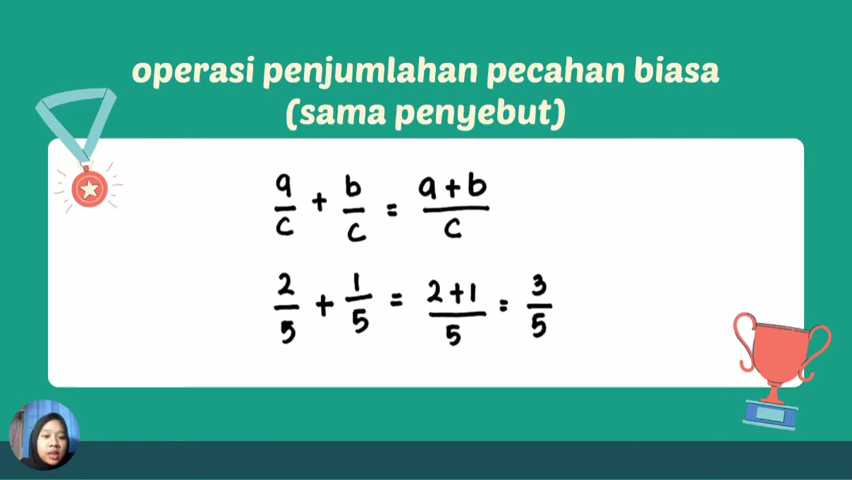 operasi penjumlahan pecahan biasa
(sama penyebut)
a/c + b/c = a+b/c
2/5 + 1/5 = 2+1/5 = 3/5